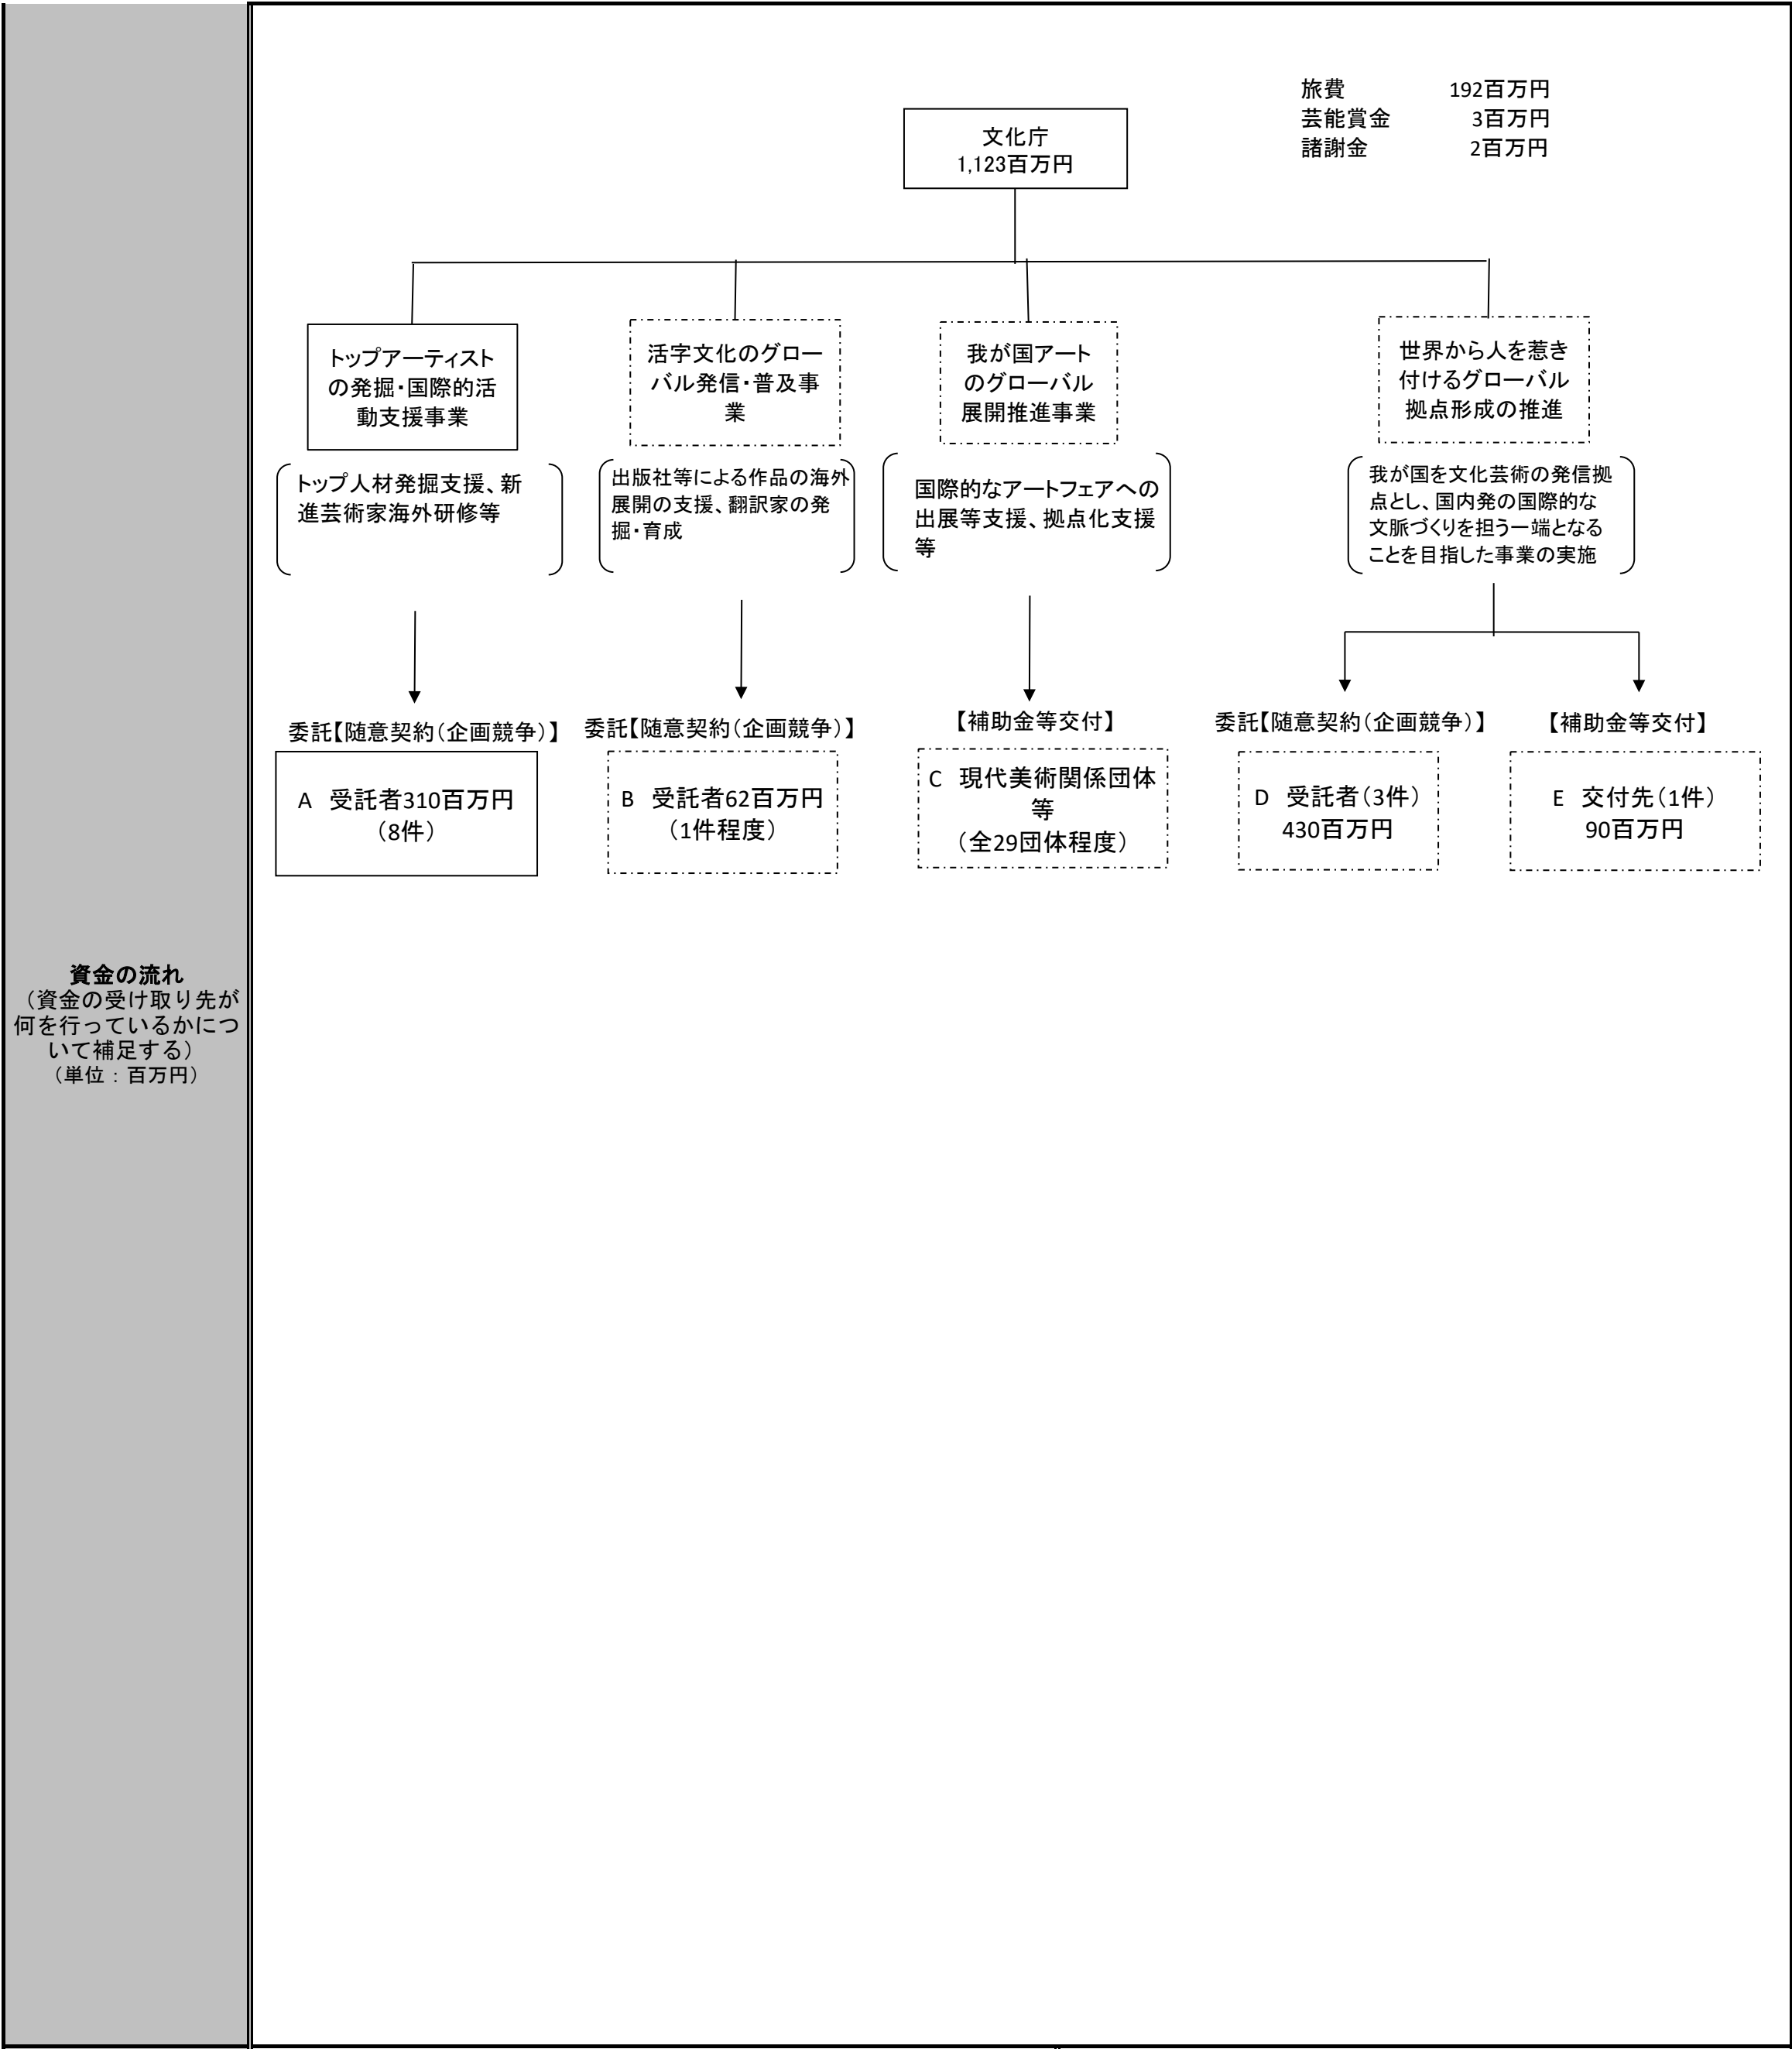 資金の流れ
（資金の受け取り先が
何を行っているかにつ
いて補足する）
（単位：百万円）
旅費 192百万円
芸能賞金 3百万円
諸謝金 2百万円
文化庁
1,123百万円
トップアーティスト
の発掘・国際的活
動支援事業
活字文化のグロー
バル発信・普及事
業
我が国アート
のグローバル
展開推進事業
世界から人を惹き
付けるグローバル
拠点形成の推進
トップ人材発掘支援、新
進芸術家海外研修等
出版社等による作品の海外
展開の支援、翻訳家の発
掘・育成
国際的なアートフェアへの
出展等支援、拠点化支援
等
我が国を文化芸術の発信拠
点とし、国内発の国際的な
文脈づくりを担う一端となる
ことを目指した事業の実施
委託【随意契約（企画競争）】
委託【随意契約（企画競争）】
【補助金等交付】
委託【随意契約（企画競争）】
【補助金等交付】
A 受託者310百万円
（8件）
B 受託者62百万円
（1件程度）
C 現代美術関係団体
等
（全29団体程度）
D 受託者（3件）
430百万円
E 交付先（1件）
90百万円